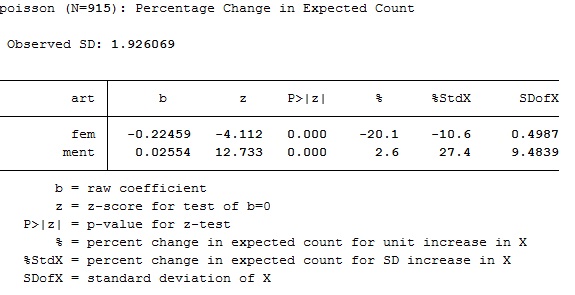 poisson (N=915): Percentage Change in Expected Count
Observed SD: 1.926069
art b z P>|z| % %StdX SDofX
fem -0.22459 -4.112 0.000 -20.1 -10.6 0.4987
ment 0.02554 12.733 0.000 2.6 27.4 9.4839
b = raw coefficient
z = z-score for test of b=0
P>|z| = p-value for z-test
% = percent change in expected count for unit increase in X
%StdX = percent change in expected count for SD increase in X
SDofX = standard deviation of X